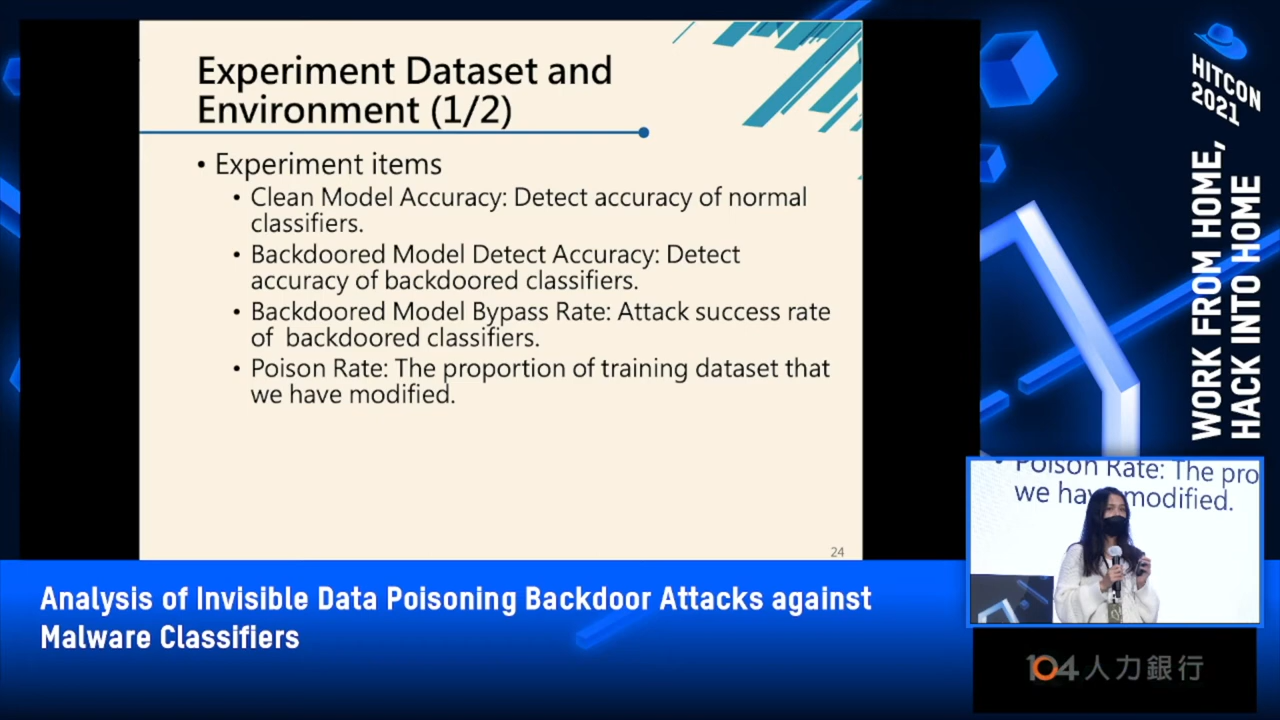 Experiment Dataset and
Environment (1/2)
• Experiment items
• Clean Model Accuracy: Detect accuracy of normal
classifiers.
• Backdoored Model Detect Accuracy: Detect
accuracy of backdoored classifiers.
• Backdoored Model Bypass Rate: Attack success rate
of backdoored classifiers.
• Poison Rate: The proportion of training dataset that
we have modified.
24
HITCON
2021
WORK FROM HOME,
HACK INTO HOME
Poison Rate: The pro
we have modified.
Analysis of Invisible Data Poisoning Backdoor Attacks against
Malware Classifiers
104人力銀行